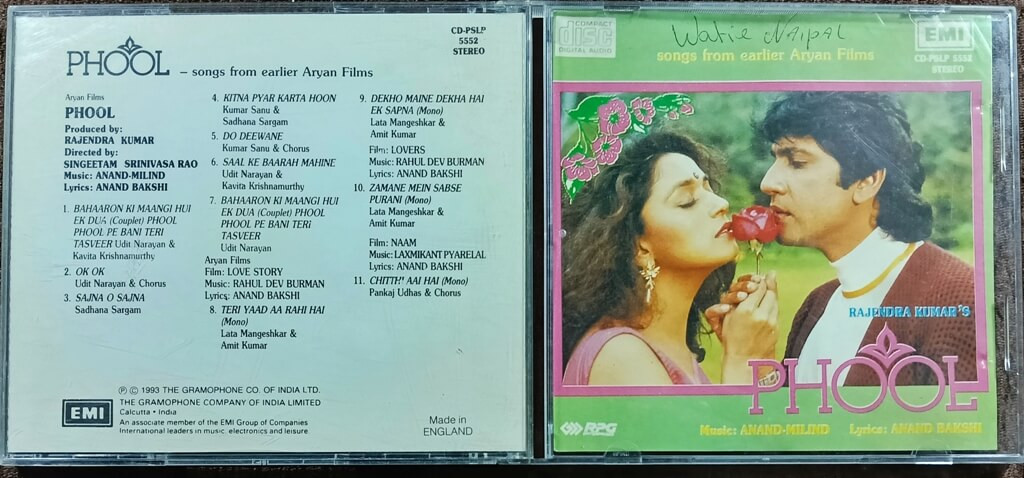 CD-PSLP
5552
STEREO
PHOOL – songs from earlier Aryan Films
Aryan Films
PHOOL
Produced by:
RAJENDRA KUMAR
Directed by:
SINGEETAM SRINIVASA RAO
Music: ANAND-MILIND
Lyrics: ANAND BAKSHI
1. BAHAARON KI MAANGI HUI
EK DUA (Couplet) PHOOL
PHOOL PE BANI TERI
TASVEER Udit Narayan &
Kavita Krishnamurthy
2. OK OK
Udit Narayan & Chorus
3. SAJNA O SAJNA
Sadhana Sargam
4. KITNA PYAR KARTA HOON
Kumar Sanu &
Sadhana Sargam
5. DO DEEWANE
Kumar Sanu & Chorus
6. SAAL KE BAARAH MAHINE
Udit Narayan &
Kavita Krishnamurthy
7. BAHAARON KI MAANGI HUI
EK DUA (Couplet) PHOOL
PHOOL PE BANI TERI
TASVEER
Udit Narayan
Aryan Films
Film: LOVE STORY
Music: RAHUL DEV BURMAN
Lyrics: ANAND BAKSHI
8. TERI YAAD AA RAHI HAI
(Mono)
Lata Mangeshkar &
Amit Kumar
9. DEKHO MAINE DEKHA HAI
EK SAPNA (Mono)
Lata Mangeshkar &
Amit Kumar
Film: LOVERS
Music: RAHUL DEV BURMAN
Lyrics: ANAND BAKSHI
10. ZAMANE MEIN SABSE
PURANI (Mono)
Lata Mangeshkar &
Amit Kumar
Film: NAAM
Music: LAXMIKANT PYARELAL
Lyrics: ANAND BAKSHI
11. CHITTHI AAI HAI (Mono)
Pankaj Udhas & Chorus
EMI
Ⓟ © 1993 THE GRAMOPHONE CO. OF INDIA LTD.
THE GRAMOPHONE COMPANY OF INDIA LIMITED
Calcutta • India
An associate member of the EMI Group of Companies
International leaders in music, electronics and leisure
Made in
ENGLAND
COMPACT
disc
DIGITAL AUDIO
Watie Naipal
songs from earlier Aryan Films
EMI
CD-PSLP 5552
STEREO
RAJENDRA KUMAR'S
PHOOL
RPG
Music: ANAND-MILIND Lyrics: ANAND BAKSHI